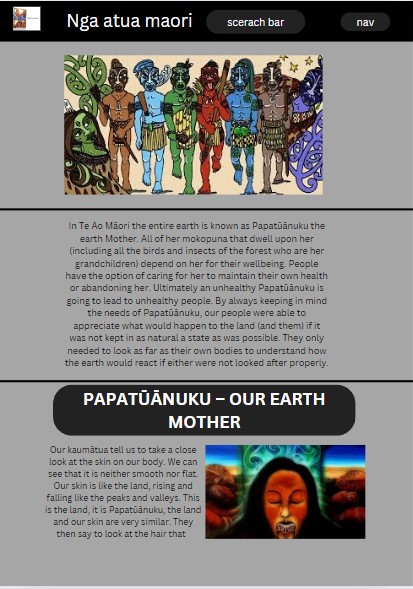 Nga atua maori
scerach bar
nav
In Te Ao Māori the entire earth is known as Papatūānuku the
earth Mother. All of her mokopuna that dwell upon her
(including all the birds and insects of the forest who are her
grandchildren) depend on her for their wellbeing. People
have the option of caring for her to maintain their own health
or abandoning her. Ultimately an unhealthy Papatūānuku is
going to lead to unhealthy people. By always keeping in mind
the needs of Papatūānuku, our people were able to
appreciate what would happen to the land (and them) if it
was not kept in as natural a state as was possible. They only
needed to look as far as their own bodies to understand how
the earth would react if either were not looked after properly.
PAPATŪĀNUKU – OUR EARTH
MOTHER
Our kaumātua tell us to take a close
look at the skin on our body. We can
see that it is neither smooth nor flat.
Our skin is like the land, rising and
falling like the peaks and valleys. This
is the land, it is Papatūānuku, the land
and our skin are very similar. They
then say to look at the hair that